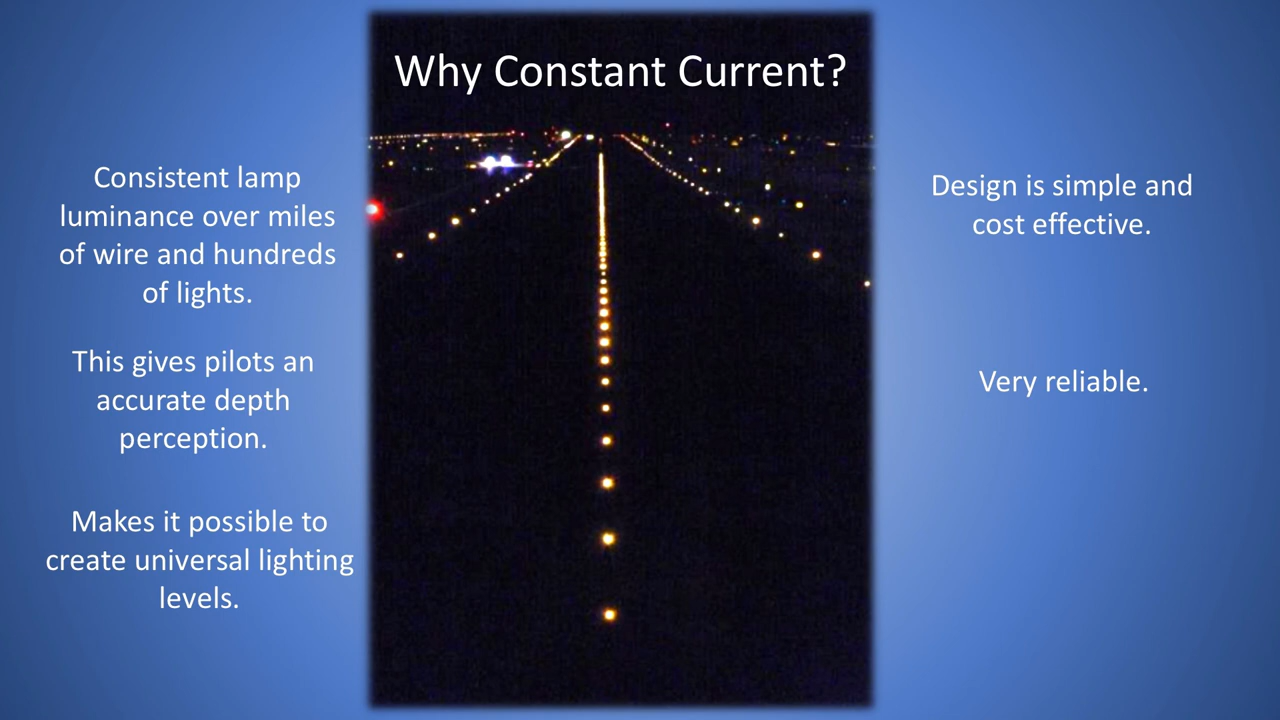 Why Constant Current?
Consistent lamp
luminance over miles
of wire and hundreds
of lights.
This gives pilots an
accurate depth
perception.
Makes it possible to
create universal lighting
levels.
Design is simple and
cost effective.
Very reliable.